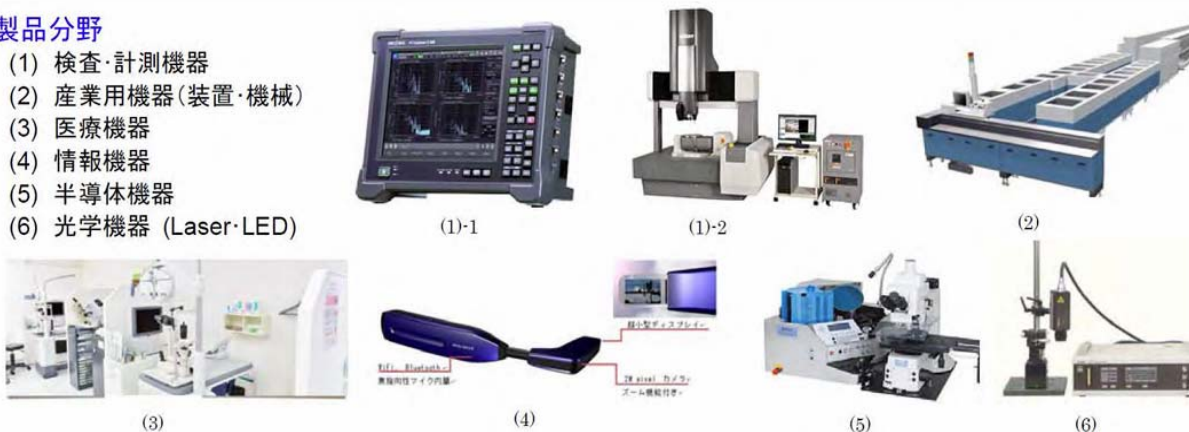 製品分野
(1) 検査・計測機器
(2) 産業用機器(装置・機械)
(3) 医療機器
(4) 情報機器
(5) 半導体機器
(6) 光学機器 (Laser・LED)
(1)-1
(1)-2
(2)
超小型ディスプレイ
WiFi, Bluetooth
無指向性マイク内蔵
2M pixel カメラ
ズーム機能付き
(3)
(4)
(5)
(6)